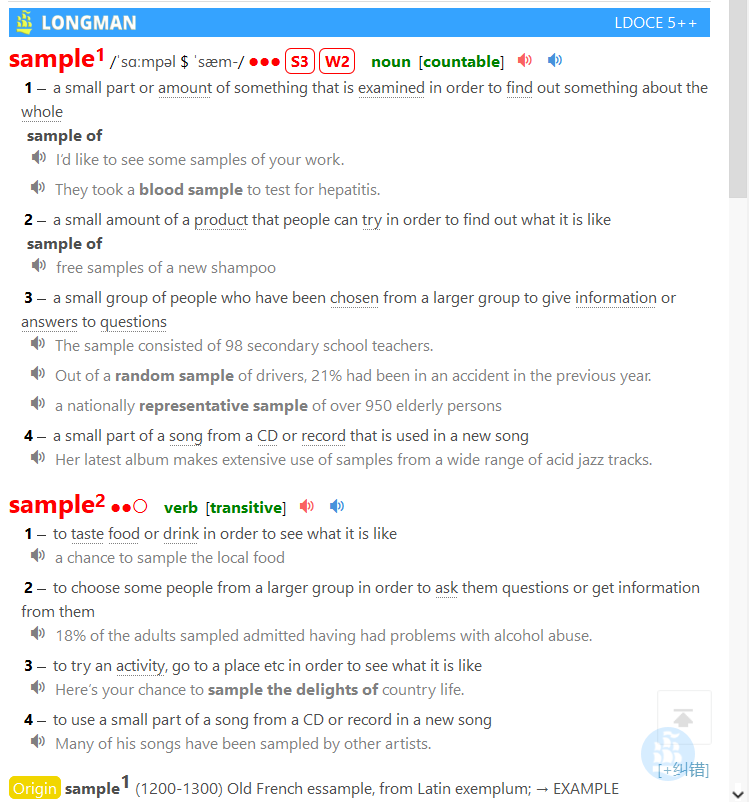 LONGMAN LDOCE 5++
sample1 /ˈsɑːmpəl $ ˈsæm-/ ●●● S3 W2 noun [countable]
1 – a small part or amount of something that is examined in order to find out something about the
whole
sample of
I’d like to see some samples of your work.
They took a blood sample to test for hepatitis.
2 – a small amount of a product that people can try in order to find out what it is like
sample of
free samples of a new shampoo
3 – a small group of people who have been chosen from a larger group to give information or
answers to questions
The sample consisted of 98 secondary school teachers.
Out of a random sample of drivers, 21% had been in an accident in the previous year.
a nationally representative sample of over 950 elderly persons
4 – a small part of a song from a CD or record that is used in a new song
Her latest album makes extensive use of samples from a wide range of acid jazz tracks.
sample2 ●●○ verb [transitive]
1 – to taste food or drink in order to see what it is like
a chance to sample the local food
2 – to choose some people from a larger group in order to ask them questions or get information
from them
18% of the adults sampled admitted having had problems with alcohol abuse.
3 – to try an activity, go to a place etc in order to see what it is like
Here’s your chance to sample the delights of country life.
4 – to use a small part of a song from a CD or record in a new song
Many of his songs have been sampled by other artists.
[+纠错]
Origin sample1 (1200-1300) Old French essample, from Latin exemplum; → EXAMPLE